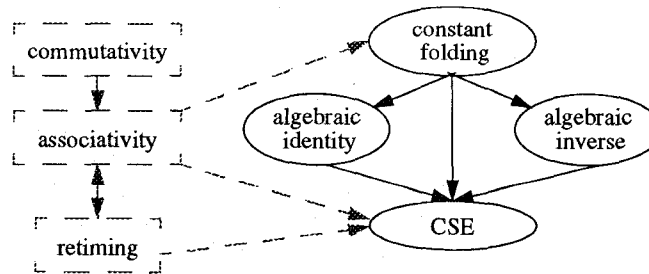 commutativity
constant
folding
associativity
algebraic
identity
algebraic
inverse
retiming
CSE